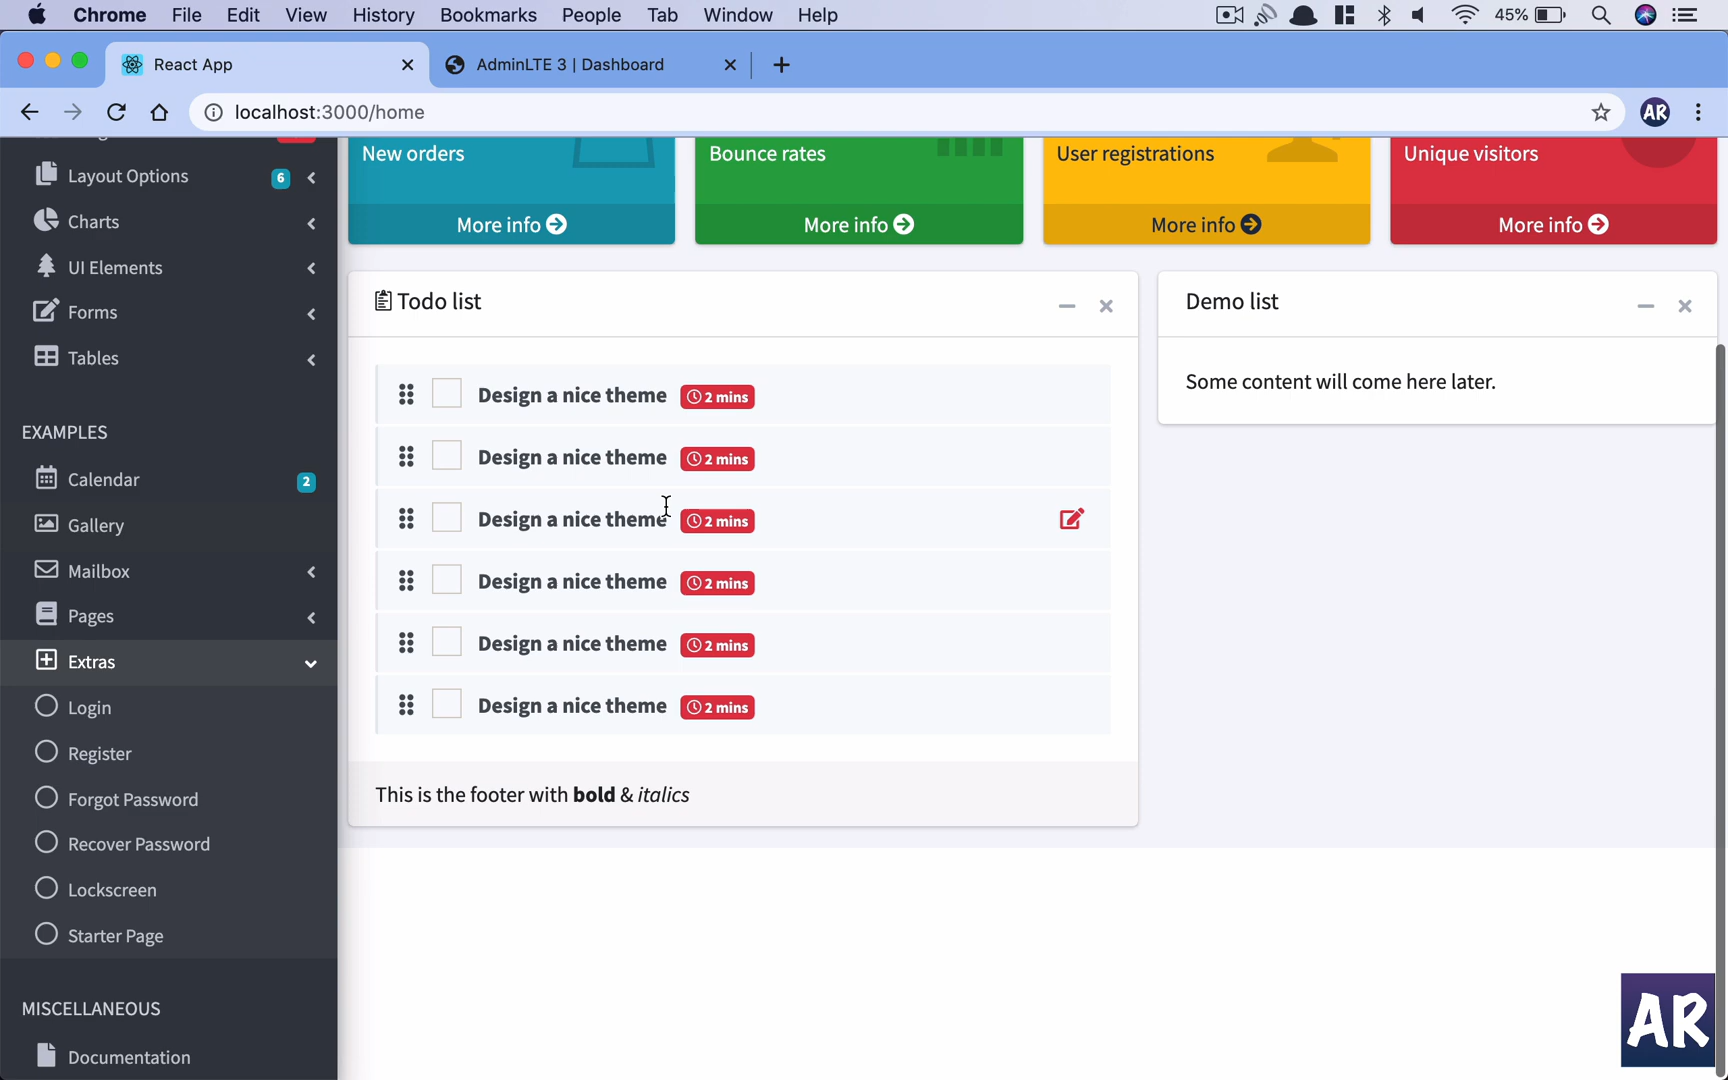 Chrome File Edit View History Bookmarks People Tab Window Help 45%
React App
AdminLTE 3 | Dashboard
localhost:3000/home
AR
Layout Options 6
Charts
UI Elements
Forms
Tables
EXAMPLES
Calendar 2
Gallery
Mailbox
Pages
Extras
Login
Register
Forgot Password
Recover Password
Lockscreen
Starter Page
MISCELLANEOUS
Documentation
New orders
More info
Bounce rates
More info
User registrations
More info
Unique visitors
More info
Todo list
Design a nice theme 2 mins
Design a nice theme 2 mins
Design a nice theme 2 mins
Design a nice theme 2 mins
Design a nice theme 2 mins
Design a nice theme 2 mins
This is the footer with bold & italics
Demo list
Some content will come here later.
AR